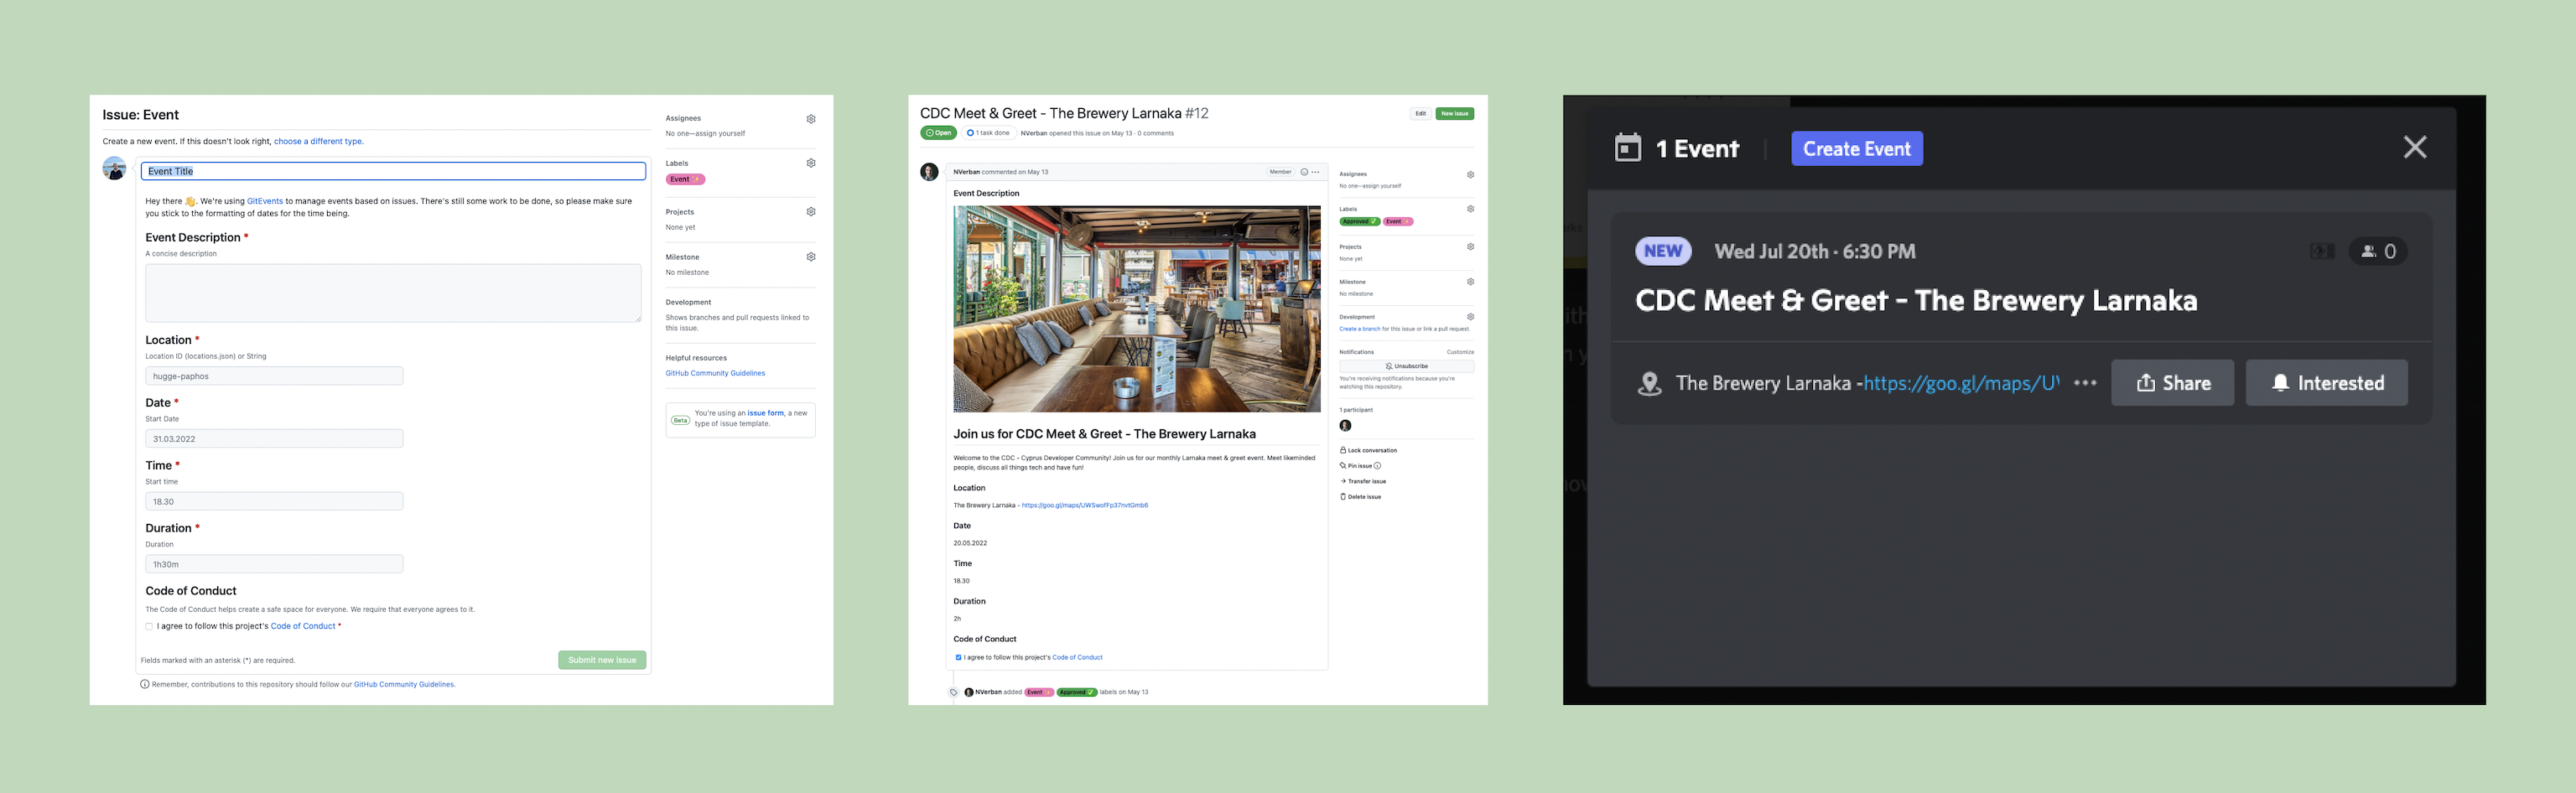 Issue: Event
Create a new event. If this doesn't look right, choose a different type.
Event Title
Hey there 👋. We're using GitEvents to manage events based on issues. There's still some work to be done, so please make sure
you stick to the formatting of dates for the time being.
Event Description *
A concise description
Location *
Location ID (locations.json) or String
hugge-paphos
Date *
Start Date
31.03.2022
Time *
Start time
18.30
Duration *
Duration
1h30m
Code of Conduct
The Code of Conduct helps create a safe space for everyone. We require that everyone agrees to it.
I agree to follow this project's Code of Conduct *
Fields marked with an asterisk (*) are required.
Submit new issue
Remember, contributions to this repository should follow our GitHub Community Guidelines.
Assignees
No one—assign yourself
Labels
Event ✨
Projects
None yet
Milestone
No milestone
Development
Shows branches and pull requests linked to
this issue.
Helpful resources
GitHub Community Guidelines
Beta
You're using an issue form, a new
type of issue template.
CDC Meet & Greet - The Brewery Larnaka #12
Edit
New issue
Open
1 task done
NVerban opened this issue on May 13 · 0 comments
NVerban commented on May 13
Member
Event Description
Join us for CDC Meet & Greet - The Brewery Larnaka
Welcome to the CDC - Cyprus Developer Community! Join us for our monthly Larnaka meet & greet event. Meet likeminded
people, discuss all things tech and have fun!
Location
The Brewery Larnaka - https://goo.gl/maps/UWSwofFp37nvtGmb6
Date
20.05.2022
Time
18.30
Duration
2h
Code of Conduct
I agree to follow this project's Code of Conduct
NVerban added Event ✨ Approved ✅ labels on May 13
Assignees
No one—assign yourself
Labels
Approved ✅ Event ✨
Projects
None yet
Milestone
No milestone
Development
Create a branch for this issue or link a pull request.
Notifications
Customize
Unsubscribe
You're receiving notifications because you're
watching this repository.
1 participant
Lock conversation
Pin issue
Transfer issue
Delete issue
1 Event
Create Event
NEW
Wed Jul 20th · 6:30 PM
0
CDC Meet & Greet - The Brewery Larnaka
The Brewery Larnaka -https://goo.gl/maps/U
Share
Interested